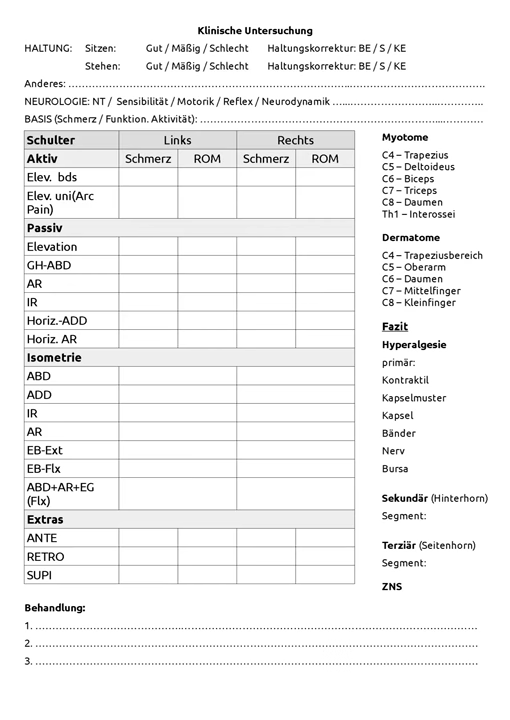 Klinische Untersuchung
HALTUNG: Sitzen: Gut / Mäßig / Schlecht Haltungskorrektur: BE / S / KE
Stehen: Gut / Mäßig / Schlecht Haltungskorrektur: BE / S / KE
Anderes: ……………………………………………………………………………………………………………
NEUROLOGIE: NT / Sensibilität / Motorik / Reflex / Neurodynamik …………………………………………
BASIS (Schmerz / Funktion. Aktivität): ……………………………………………………………………………
Schulter Links Rechts
Aktiv Schmerz ROM Schmerz ROM
Elev. bds
Elev. uni(Arc
Pain)
Passiv
Elevation
GH-ABD
AR
IR
Horiz.-ADD
Horiz. AR
Isometrie
ABD
ADD
IR
AR
EB-Ext
EB-Flx
ABD+AR+EG
(Flx)
Extras
ANTE
RETRO
SUPI
Myotome
C4 – Trapezius
C5 – Deltoideus
C6 – Biceps
C7 – Triceps
C8 – Daumen
Th1 – Interossei
Dermatome
C4 – Trapeziusbereich
C5 – Oberarm
C6 – Daumen
C7 – Mittelfinger
C8 – Kleinfinger
Fazit
Hyperalgesie
primär:
Kontraktil
Kapselmuster
Kapsel
Bänder
Nerv
Bursa
Sekundär (Hinterhorn)
Segment:
Terziär (Seitenhorn)
Segment:
ZNS
Behandlung:
1. ……………………………………………………………………………………………………………………
2. ……………………………………………………………………………………………………………………
3. ……………………………………………………………………………………………………………………